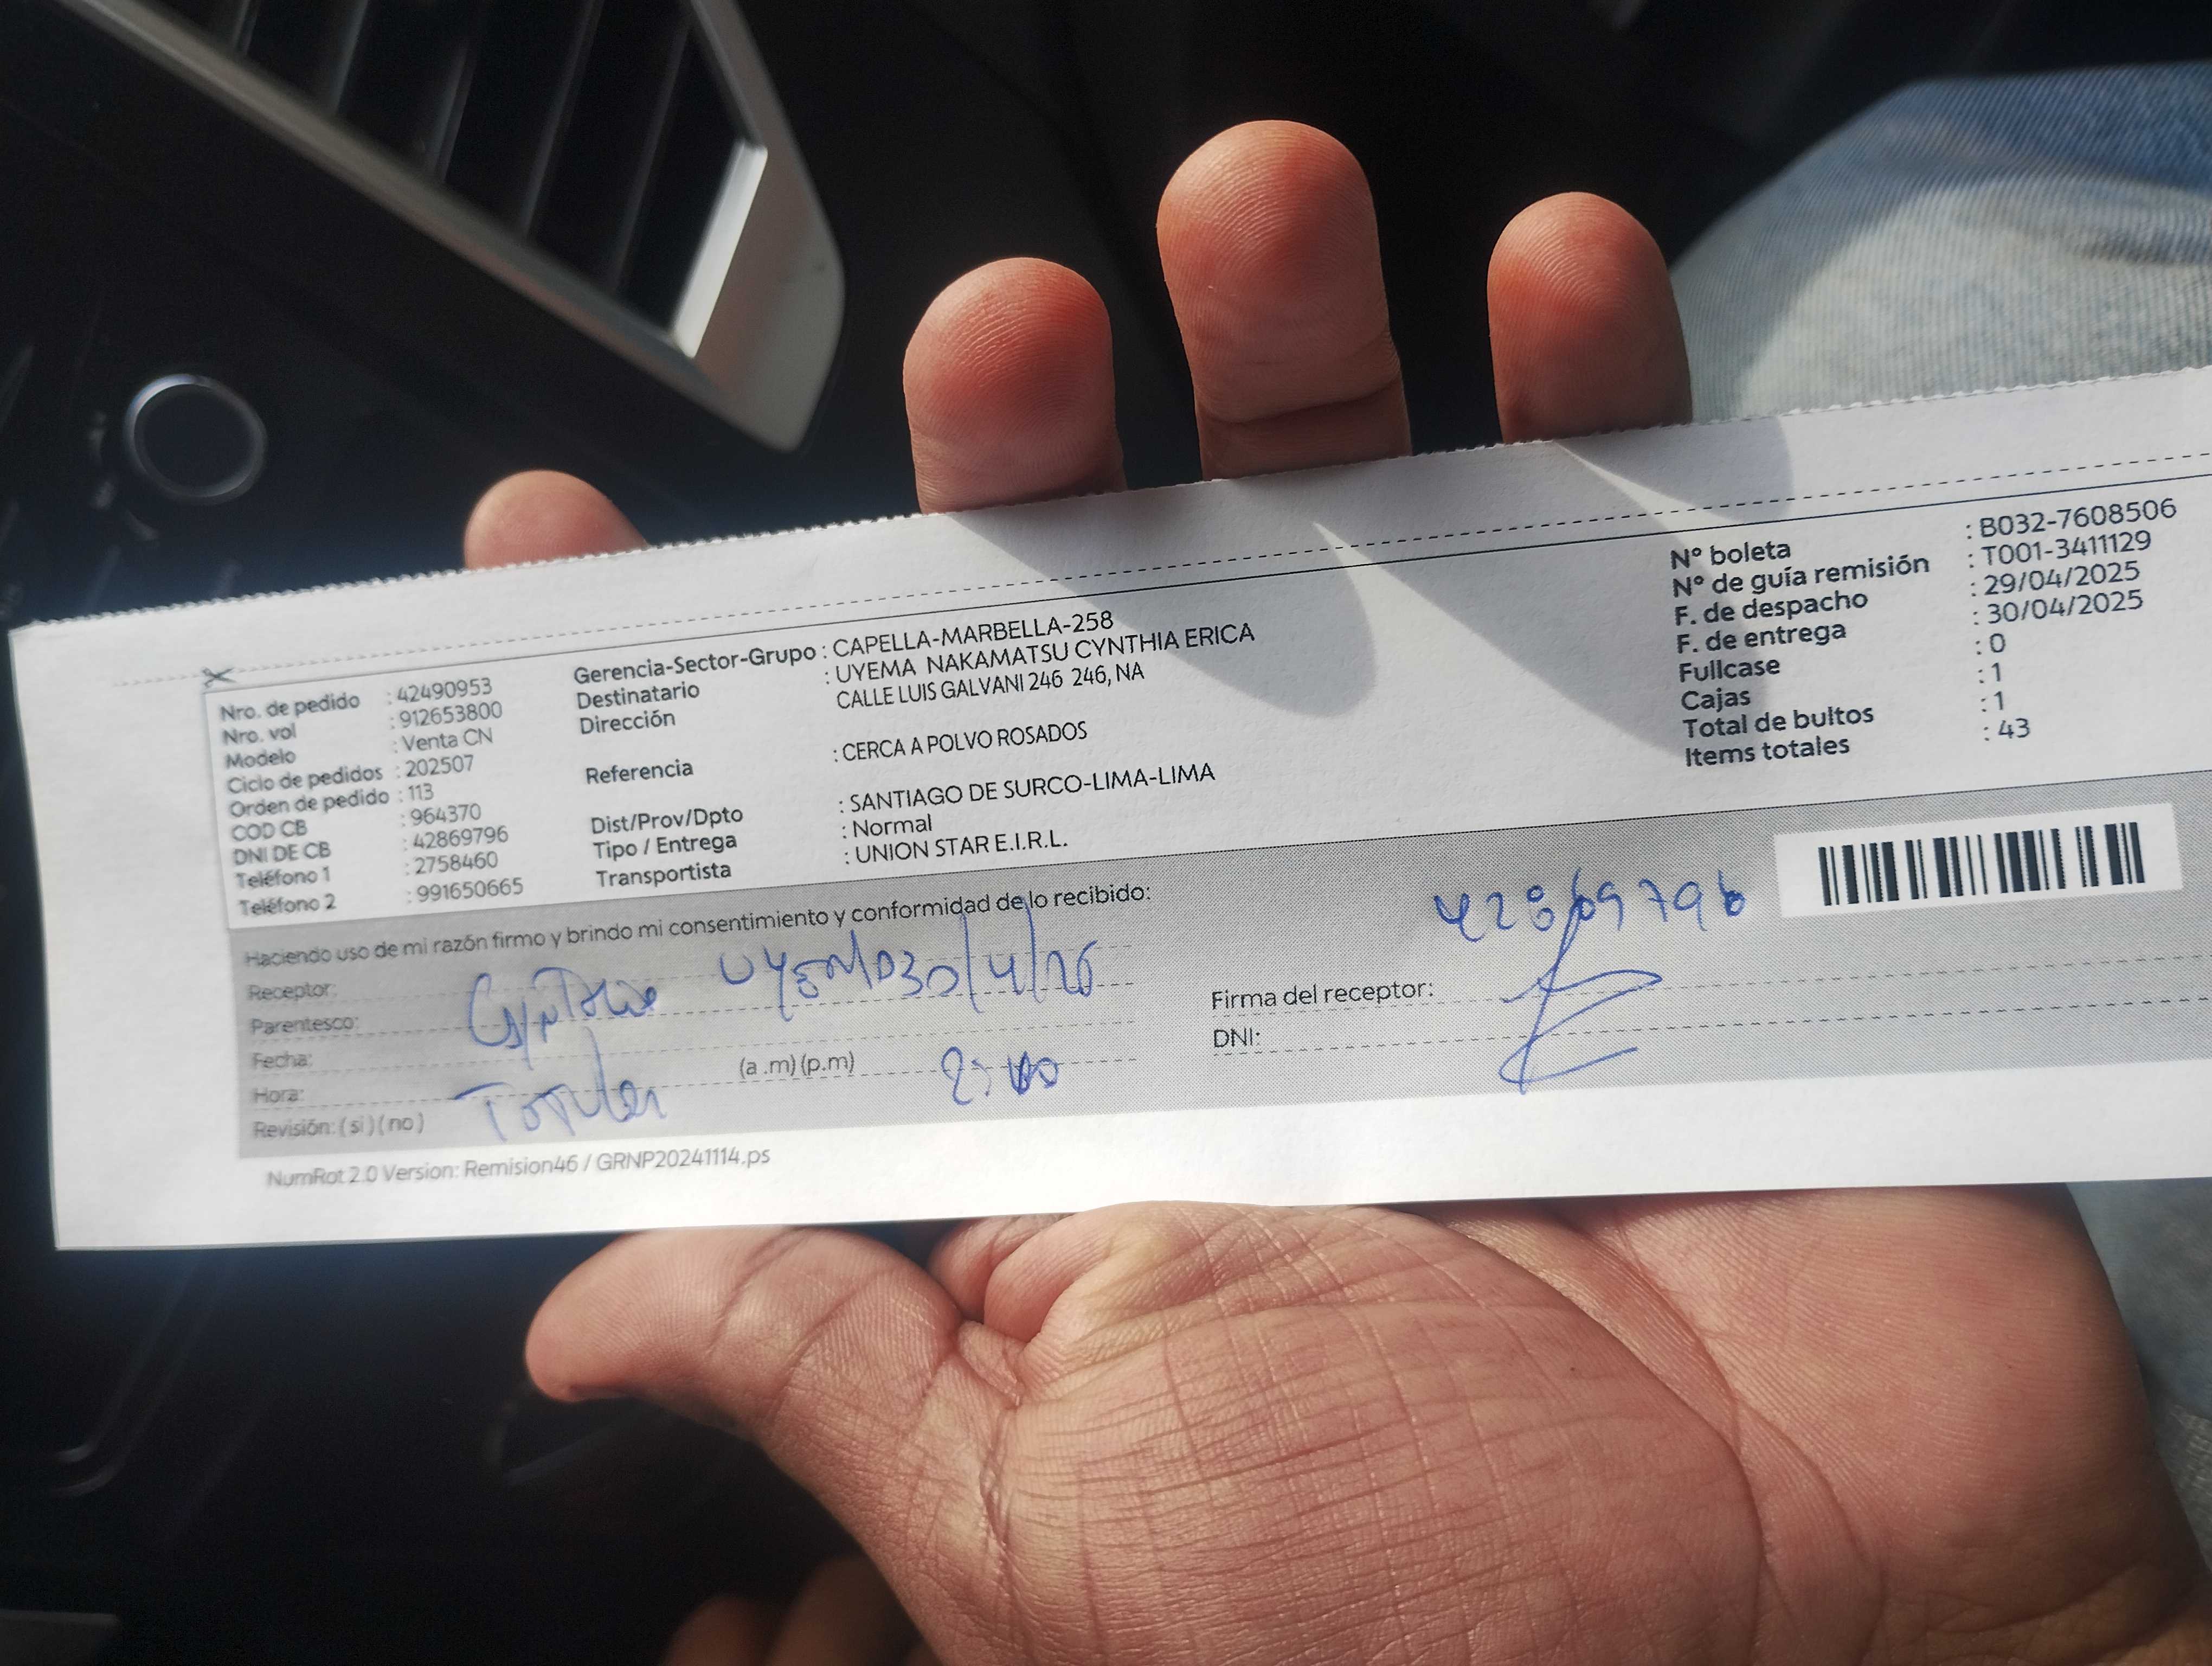 Nro. de pedido : 42490953
Nro. vol : 912653800
Modelo : Venta CN
Ciclo de pedidos : 202507
Orden de pedido : 113
COD CB : 964370
DNI DE CB : 42869796
Teléfono 1 : 2758460
Teléfono 2 : 991650665
Gerencia-Sector-Grupo : CAPELLA-MARBELLA-258
Destinatario : UYEMA NAKAMATSU CYNTHIA ERICA
Dirección CALLE LUIS GALVANI 246 246, NA
Referencia : CERCA A POLVO ROSADOS
Dist/Prov/Dpto : SANTIAGO DE SURCO-LIMA-LIMA
Tipo / Entrega : Normal
Transportista : UNION STAR E.I.R.L.
N° boleta : B032-7608506
N° de guía remisión : T001-3411129
F. de despacho : 29/04/2025
F. de entrega : 30/04/2025
Fullcase : 0
Cajas : 1
Total de bultos : 1
Items totales : 43
Haciendo uso de mi razón firmo y brindo mi consentimiento y conformidad de lo recibido:
Receptor:
Parentesco:
Fecha:
Hora: (a .m) (p.m)
Revisión: ( si ) ( no )
42869796
Firma del receptor:
DNI:
NumRot 2.0 Version: Remision46 / GRNP20241114.ps